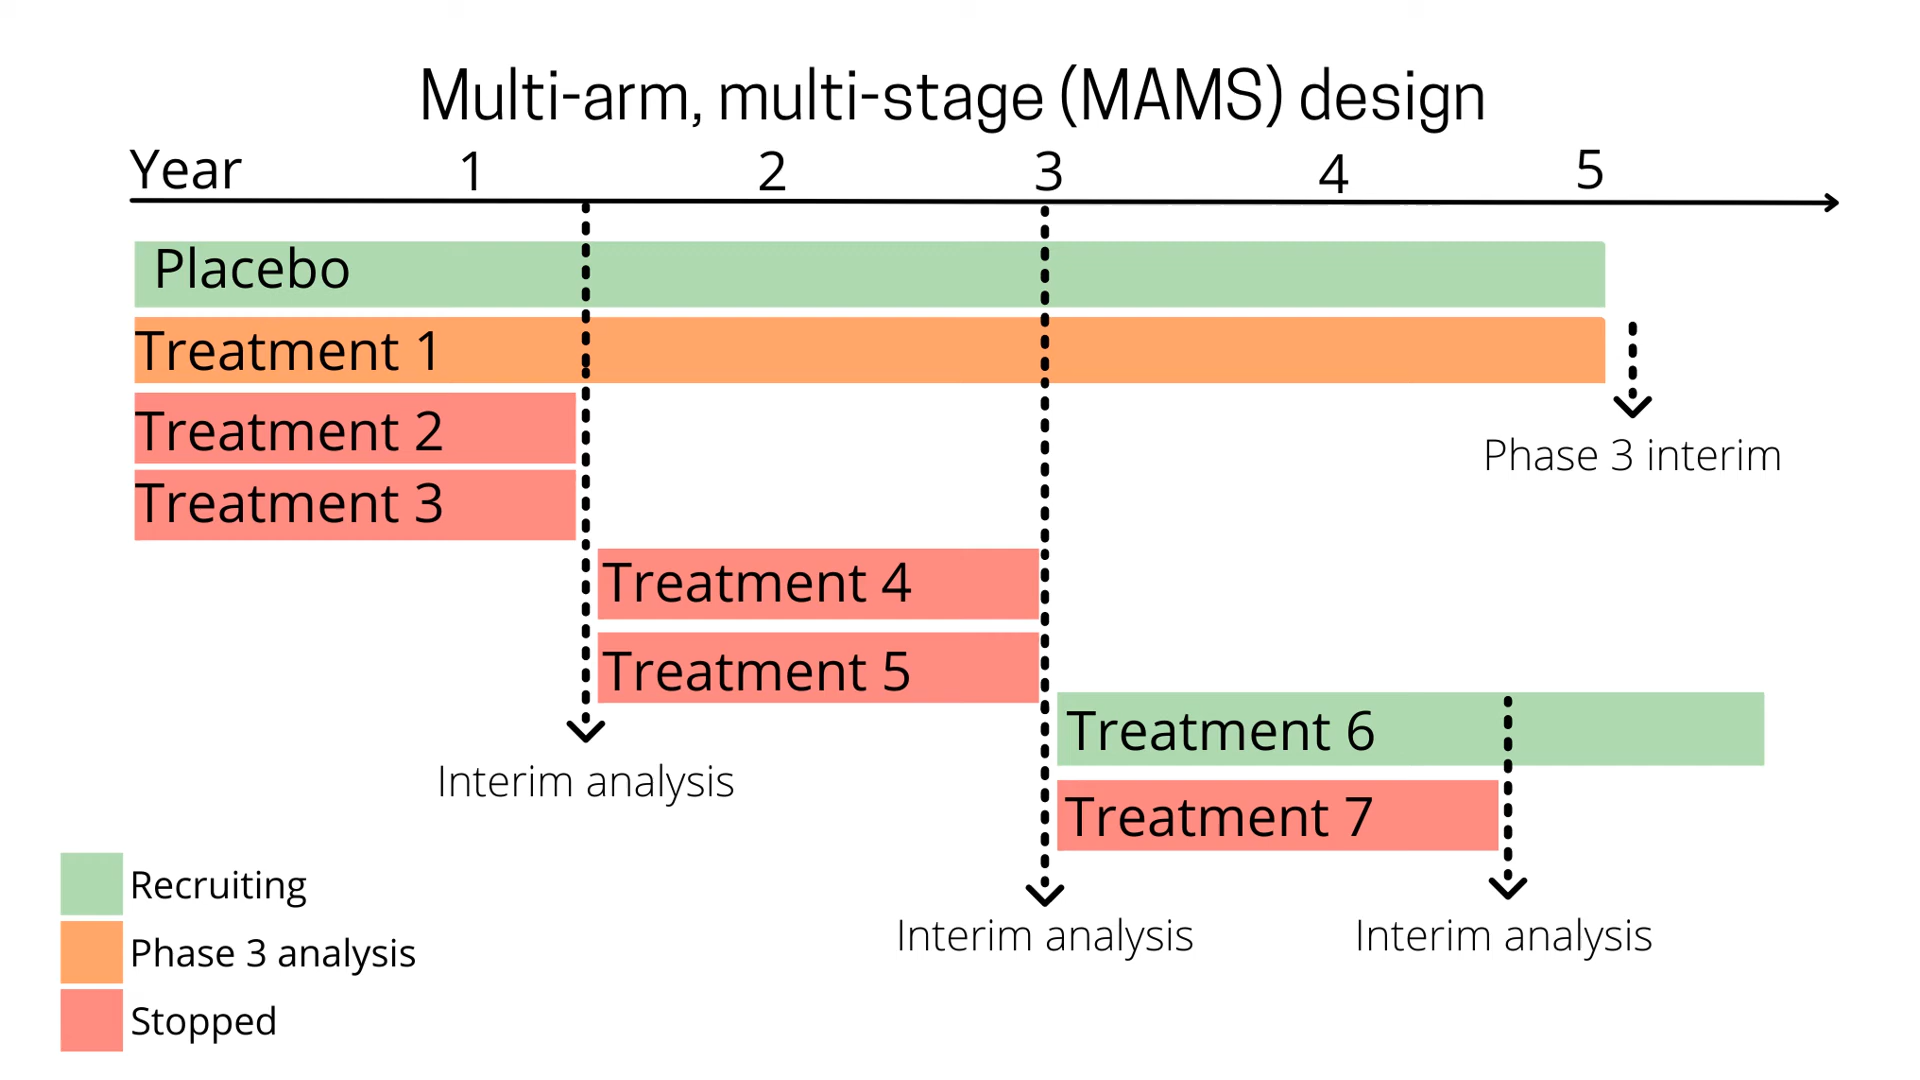 Multi-arm, multi-stage (MAMS) design
Year 1 2 3 4 5
Placebo
Treatment 1
Treatment 2
Phase 3 interim
Treatment 3
Treatment 4
Treatment 5
Treatment 6
Interim analysis
Treatment 7
Recruiting
Interim analysis Interim analysis
Phase 3 analysis
Stopped